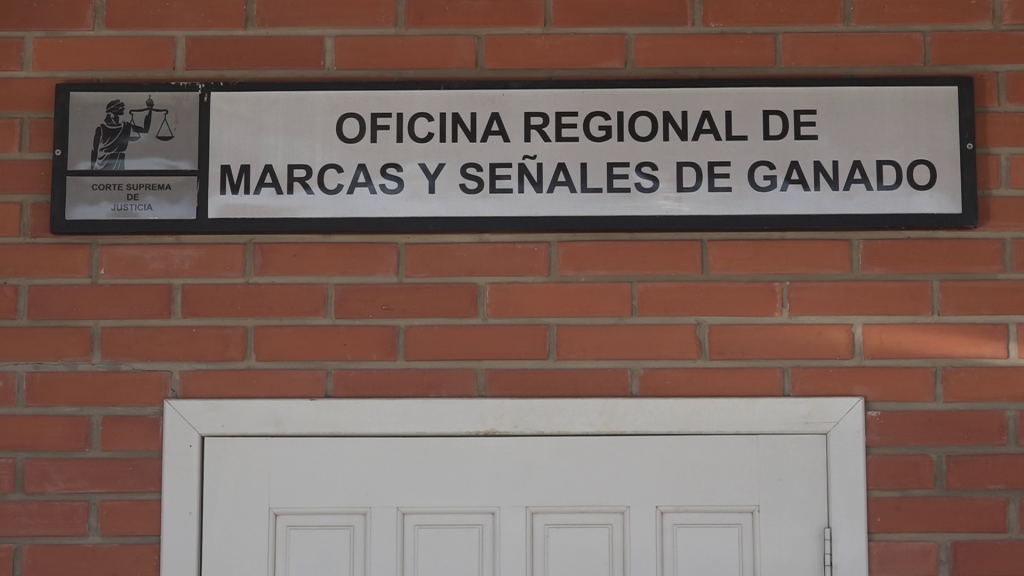 CORTE SUPREMA
DE
JUSTICIA
OFICINA REGIONAL DE
MARCAS Y SEÑALES DE GANADO